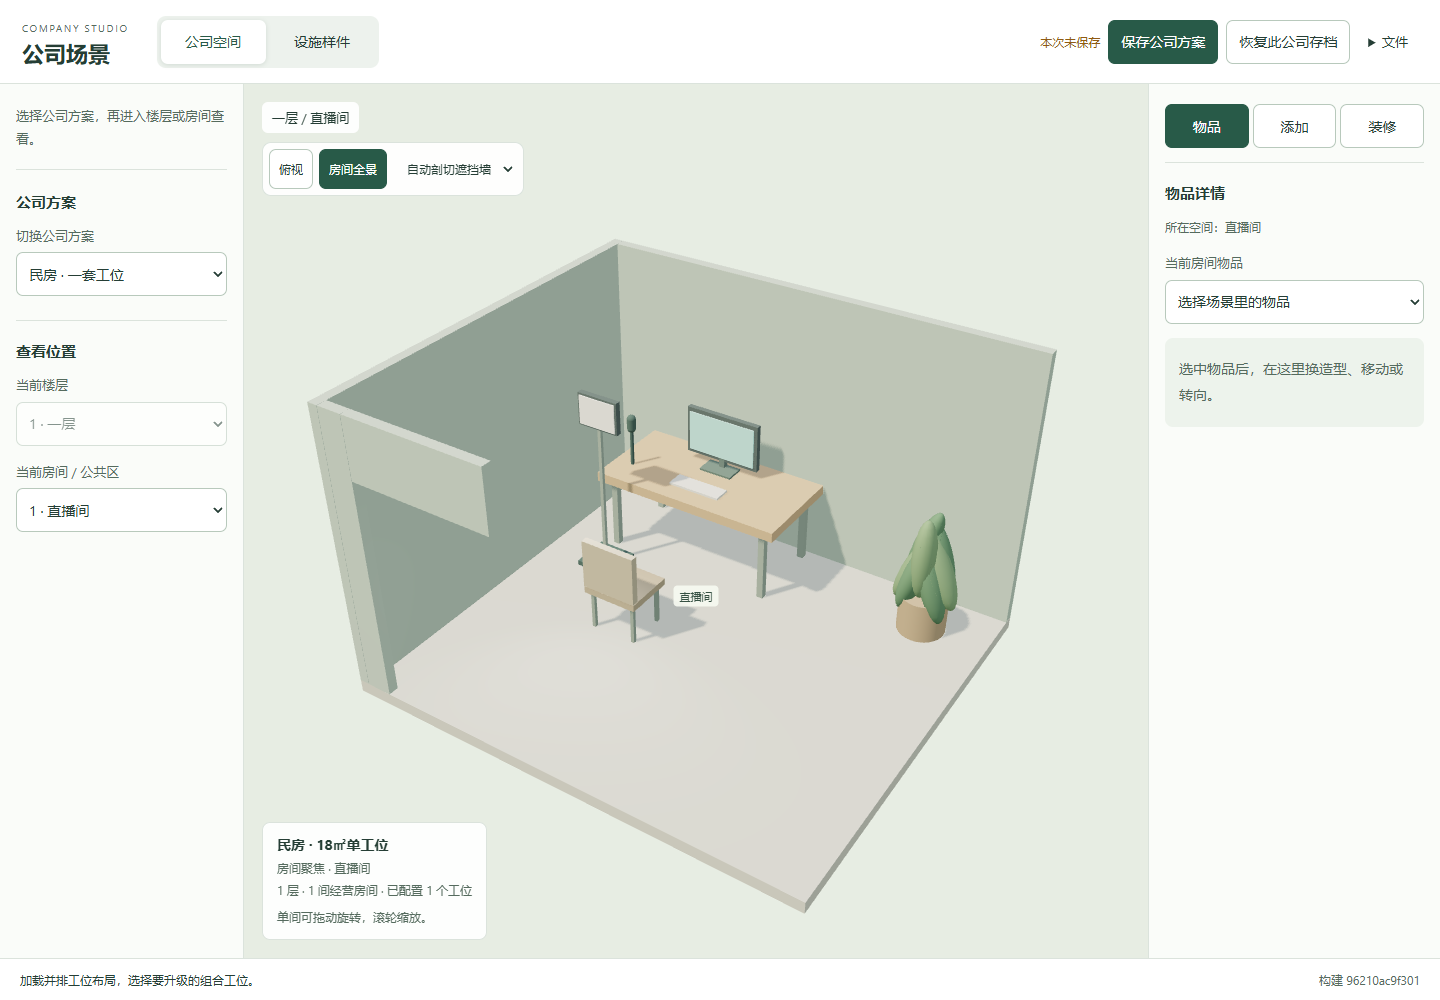 COMPANY STUDIO
公司场景
公司空间
设施样件
本次未保存
保存公司方案
恢复此公司存档
文件
选择公司方案，再进入楼层或房间查
看。
公司方案
切换公司方案
民房 · 一套工位
查看位置
当前楼层
1 · 一层
当前房间 / 公共区
1 · 直播间
一层 / 直播间
俯视
房间全景
自动剖切遮挡墙
直播间
民房 · 18㎡单工位
房间聚焦 · 直播间
1 层 · 1 间经营房间 · 已配置 1 个工位
单间可拖动旋转，滚轮缩放。
物品
添加
装修
物品详情
所在空间：直播间
当前房间物品
选择场景里的物品
选中物品后，在这里换造型、移动或
转向。
加载并排工位布局，选择要升级的组合工位。
构建 96210ac9f301